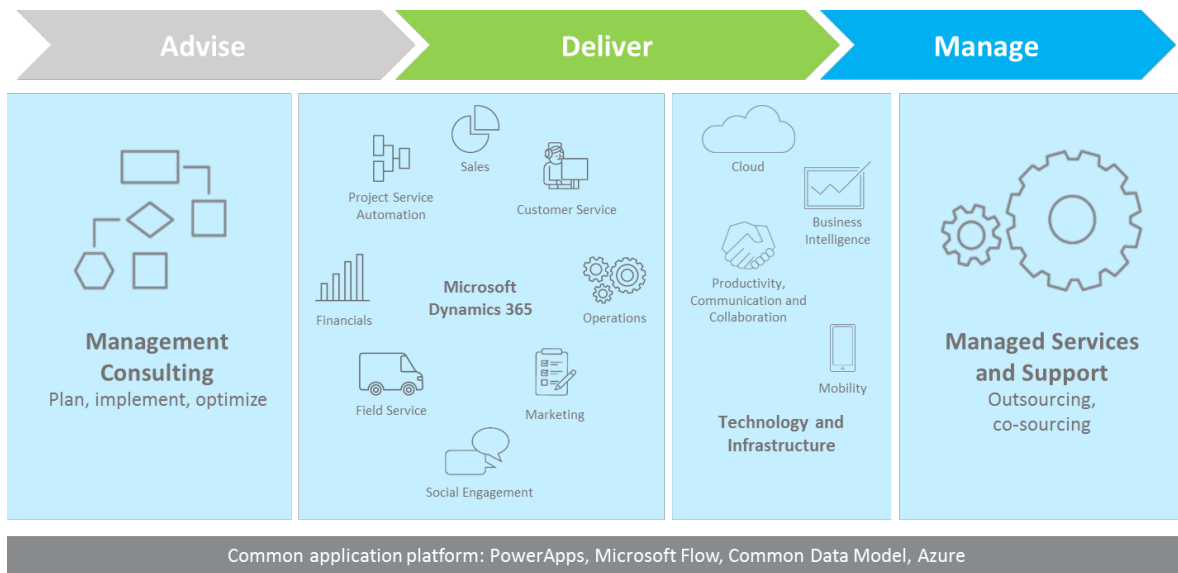 Advise
Deliver
Manage
Management
Consulting
Plan, implement, optimize
Sales
Project Service
Automation
Customer Service
Financials
Microsoft
Dynamics 365
Operations
Field Service
Marketing
Social Engagement
Cloud
Business
Intelligence
Productivity,
Communication and
Collaboration
Mobility
Technology and
Infrastructure
Managed Services
and Support
Outsourcing,
co-sourcing
Common application platform: PowerApps, Microsoft Flow, Common Data Model, Azure